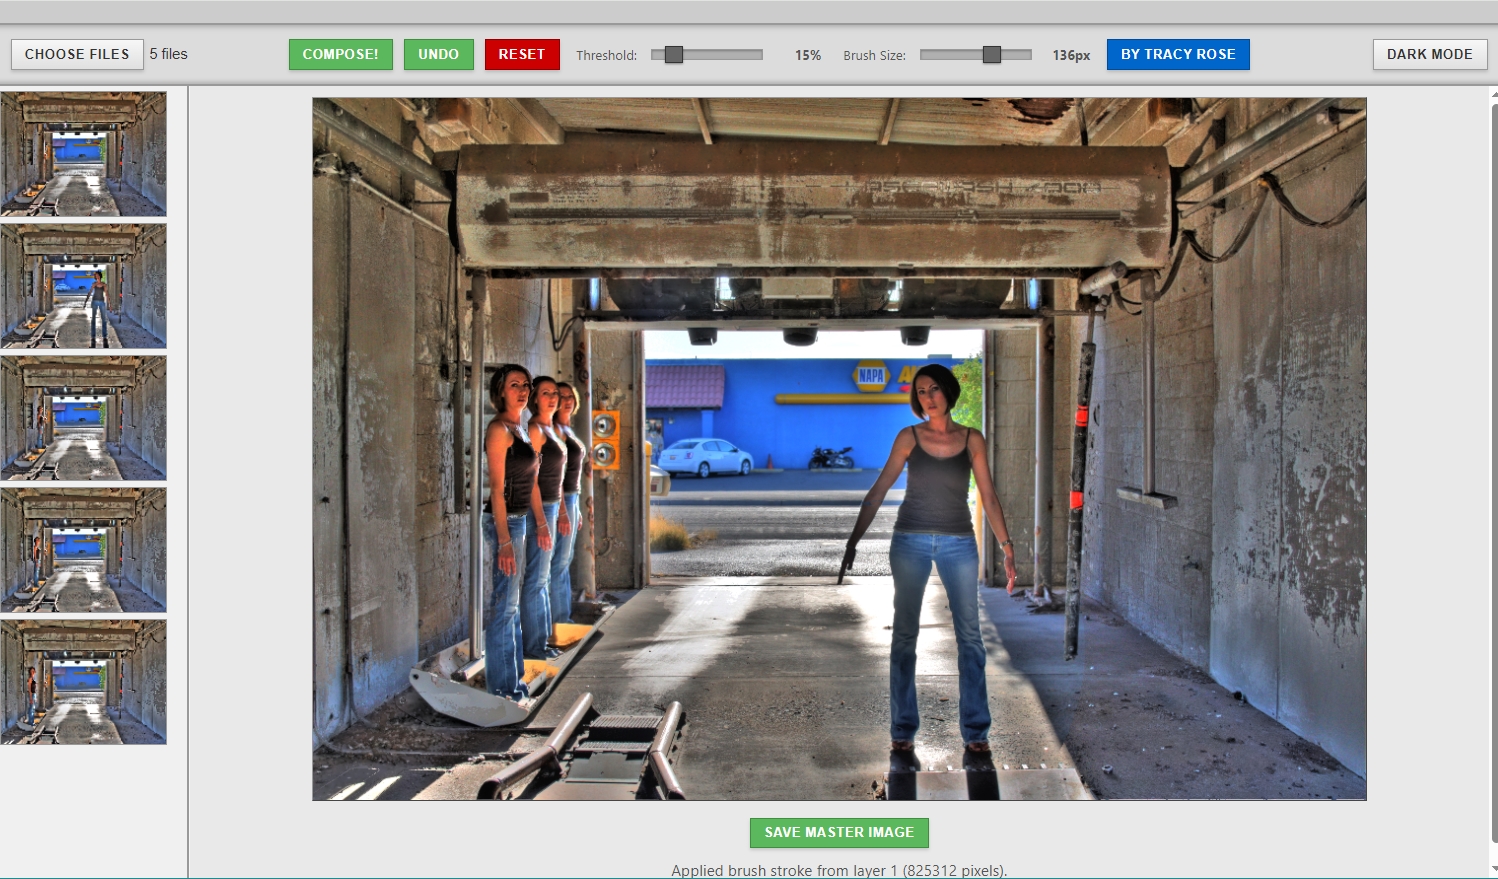 CHOOSE FILES 5 files COMPOSE! UNDO RESET Threshold: 15% Brush Size: 136px BY TRACY ROSE DARK MODE
NAPA
SAVE MASTER IMAGE
Applied brush stroke from layer 1 (825312 pixels).